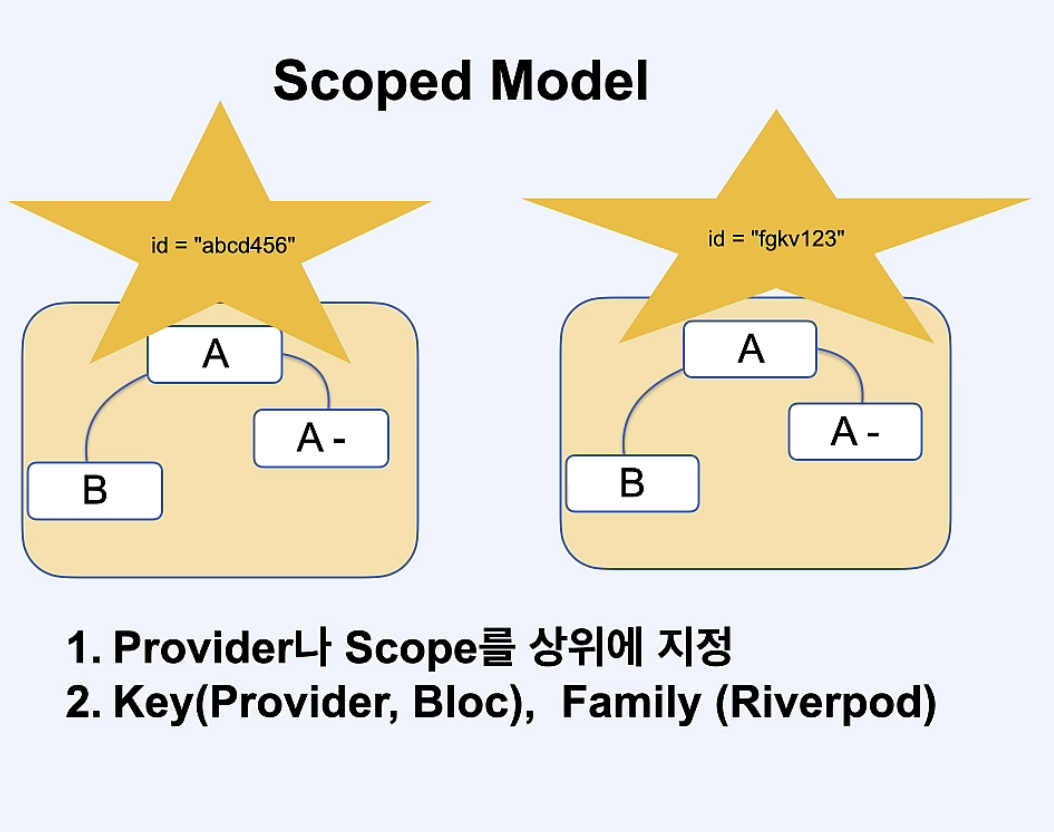 Scoped Model
id = "abcd456"
id = "fgkv123"
A
A -
B
A
A -
B
1. Provider나 Scope를 상위에 지정
2. Key(Provider, Bloc),  Family (Riverpod)